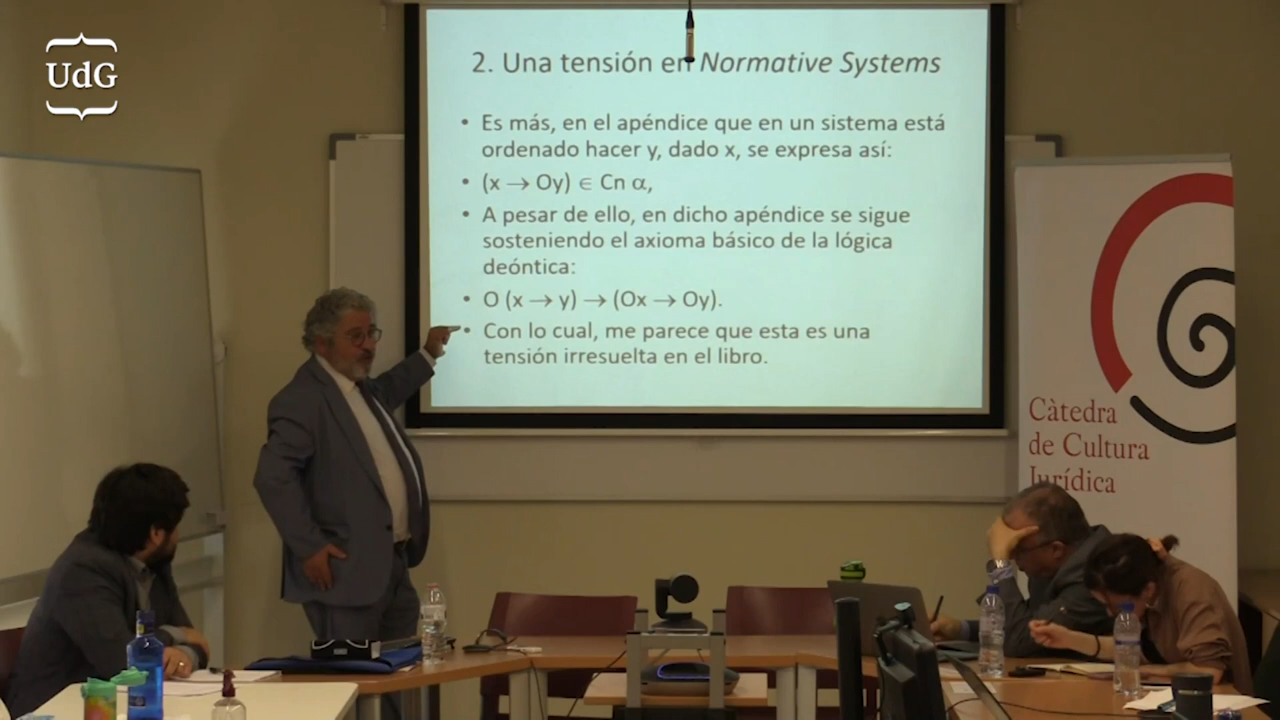 UdG
2. Una tensión en Normative Systems
• Es más, en el apéndice que en un sistema está
ordenado hacer y, dado x, se expresa así:
• (x → Oy) ∈ Cn α,
• A pesar de ello, en dicho apéndice se sigue
sosteniendo el axioma básico de la lógica
deóntica:
• O (x → y) → (Ox → Oy).
• Con lo cual, me parece que esta es una
tensión irresuelta en el libro.
Càtedra
de Cultura
Jurídica